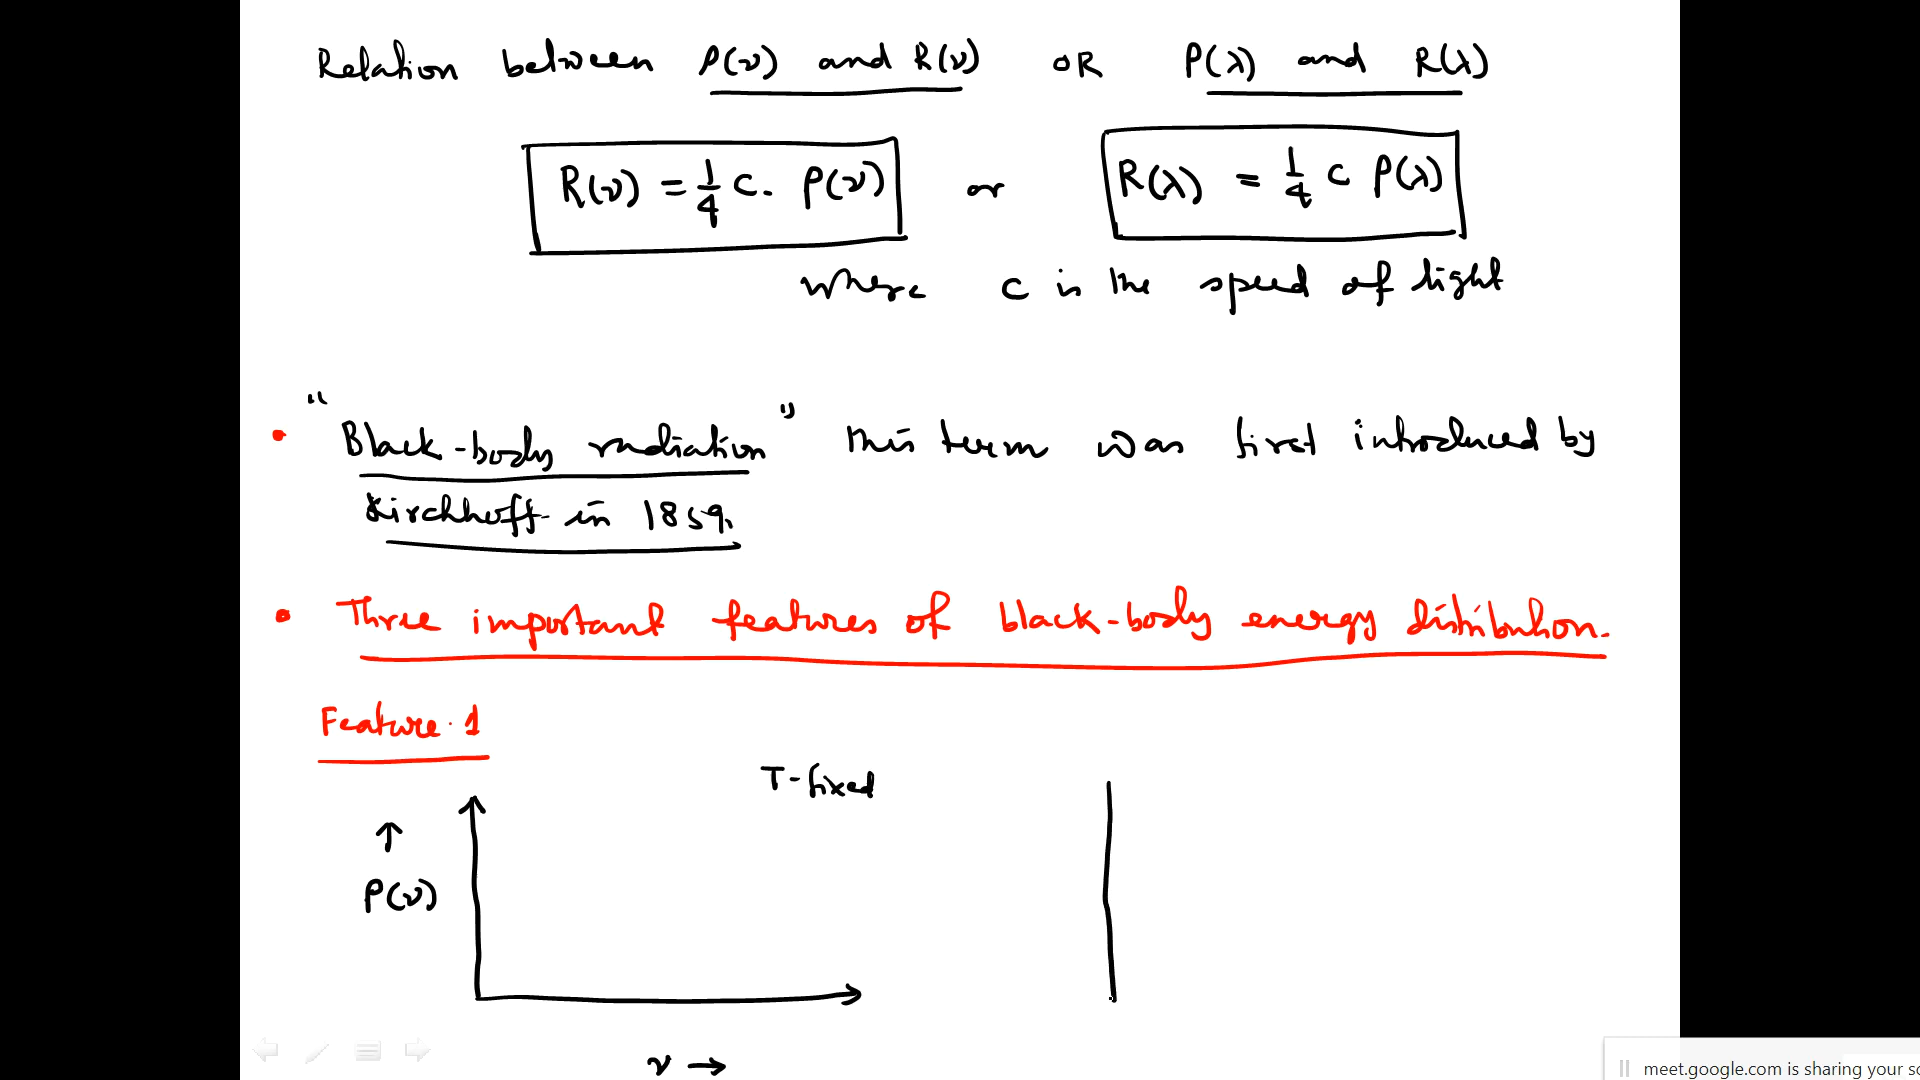 Relation between ρ(ν) and R(ν) OR ρ(λ) and R(λ)
R(ν) = 1/4 c. ρ(ν) or R(λ) = 1/4 c ρ(λ)
where c is the speed of light
• "Black-body radiation" this term was first introduced by
Kirchhoff in 1859.
• Three important features of black-body energy distribution.
Feature. 1
T-fixed
↑
ρ(ν)
ν →
meet.google.com is sharing your sc